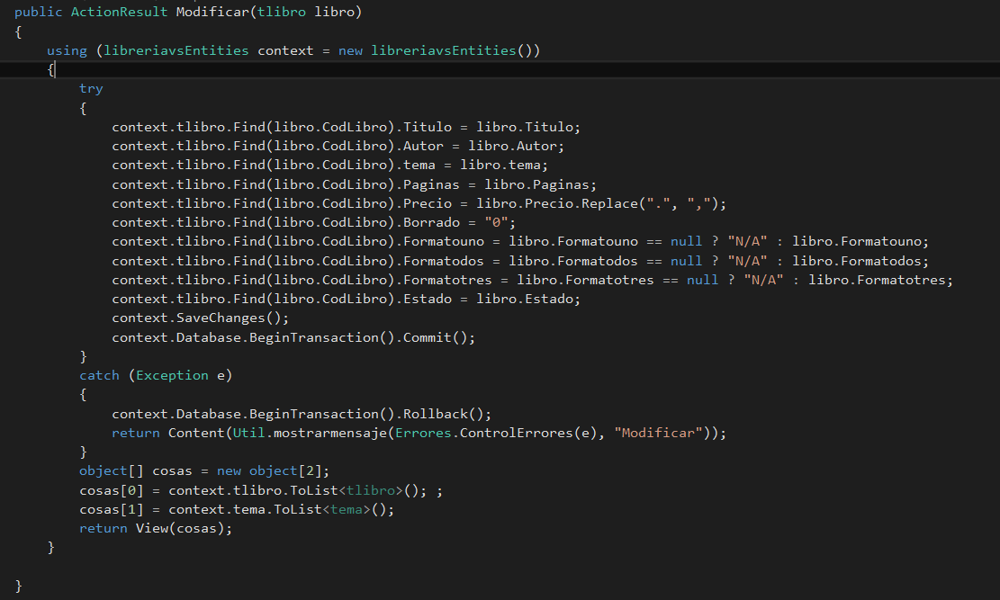 public ActionResult Modificar(tlibro libro)
{
    using (libreriavsEntities context = new libreriavsEntities())
    {
        try
        {
            context.tlibro.Find(libro.CodLibro).Titulo = libro.Titulo;
            context.tlibro.Find(libro.CodLibro).Autor = libro.Autor;
            context.tlibro.Find(libro.CodLibro).tema = libro.tema;
            context.tlibro.Find(libro.CodLibro).Paginas = libro.Paginas;
            context.tlibro.Find(libro.CodLibro).Precio = libro.Precio.Replace(".", ",");
            context.tlibro.Find(libro.CodLibro).Borrado = "0";
            context.tlibro.Find(libro.CodLibro).Formatouno = libro.Formatouno == null ? "N/A" : libro.Formatouno;
            context.tlibro.Find(libro.CodLibro).Formatodos = libro.Formatodos == null ? "N/A" : libro.Formatodos;
            context.tlibro.Find(libro.CodLibro).Formatotres = libro.Formatotres == null ? "N/A" : libro.Formatotres;
            context.tlibro.Find(libro.CodLibro).Estado = libro.Estado;
            context.SaveChanges();
            context.Database.BeginTransaction().Commit();
        }
        catch (Exception e)
        {
            context.Database.BeginTransaction().Rollback();
            return Content(Util.mostrarmensaje(Errores.ControlErrores(e), "Modificar"));
        }
        object[] cosas = new object[2];
        cosas[0] = context.tlibro.ToList<tlibro>(); ;
        cosas[1] = context.tema.ToList<tema>();
        return View(cosas);
    }
}